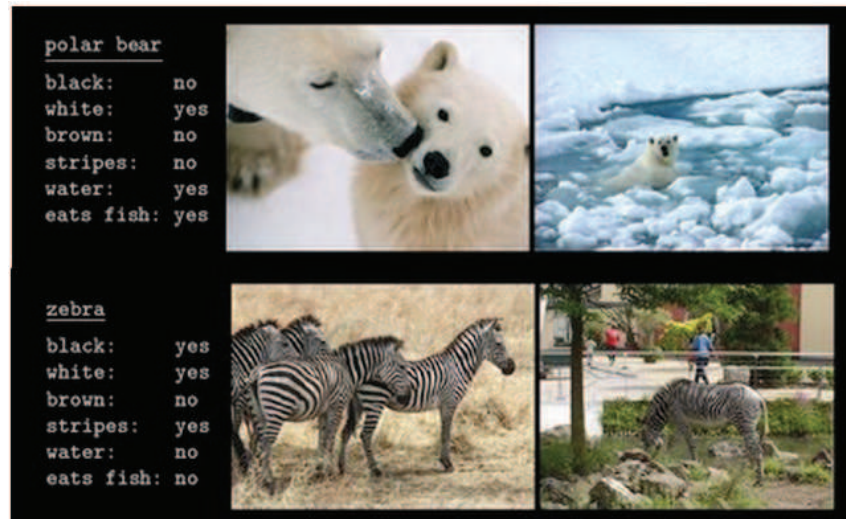 polar bear
black: no
white: yes
brown: no
stripes: no
water: yes
eats fish: yes
zebra
black: yes
white: yes
brown: no
stripes: yes
water: no
eats fish: no